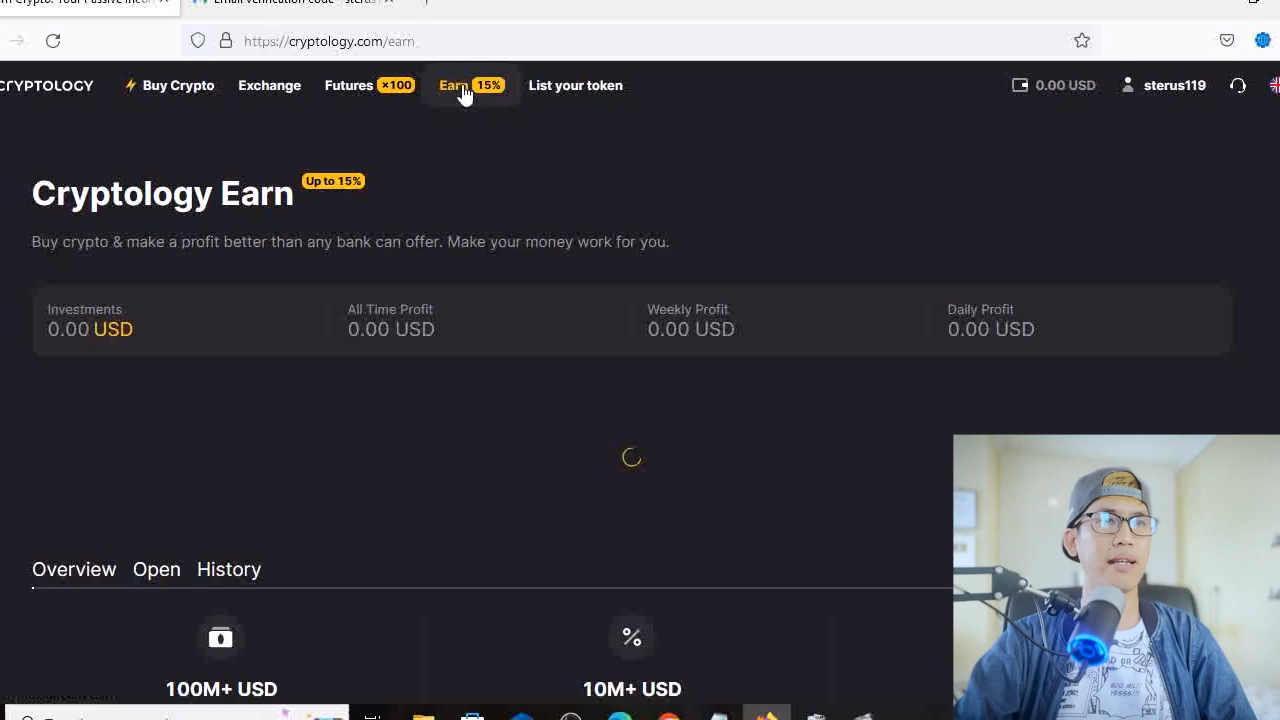 https://cryptology.com/earn
CRYPTOLOGY Buy Crypto Exchange Futures ×100 Earn 15% List your token 0.00 USD sterus119
Cryptology Earn Up to 15%
Buy crypto & make a profit better than any bank can offer. Make your money work for you.
Investments All Time Profit Weekly Profit Daily Profit
0.00 USD 0.00 USD 0.00 USD 0.00 USD
Overview Open History
%
100M+ USD 10M+ USD